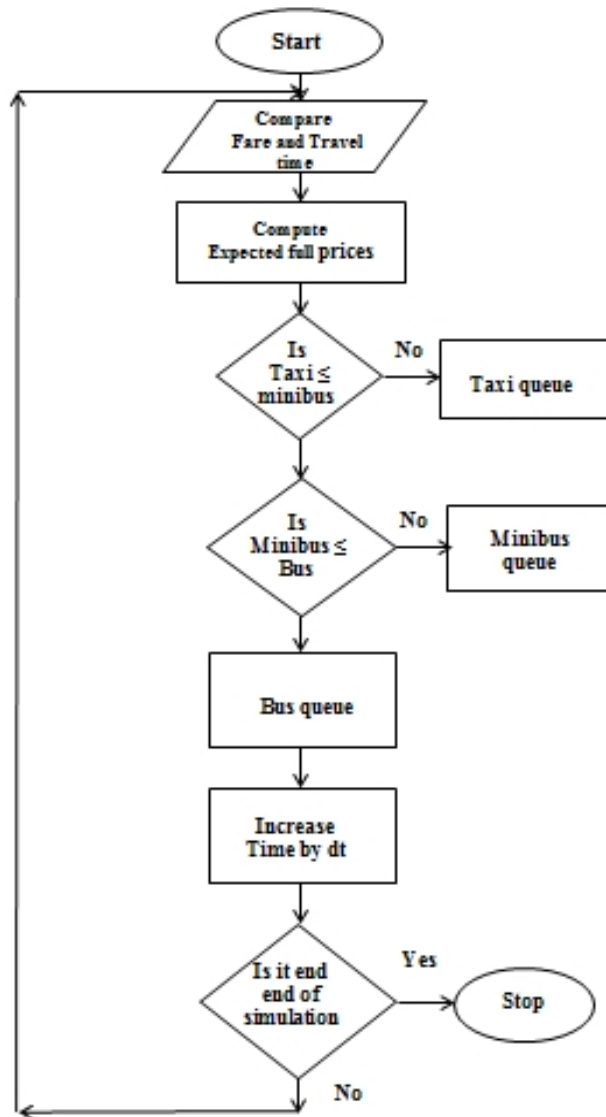 Start
Compare
Fare and Travel
time
Compute
Expected full prices
Is
Taxi ≤
minibus
No
Taxi queue
Is
Minibus ≤
Bus
No
Minibus
queue
Bus queue
Increase
Time by dt
Is it end
end of
simulation
Yes
Stop
No